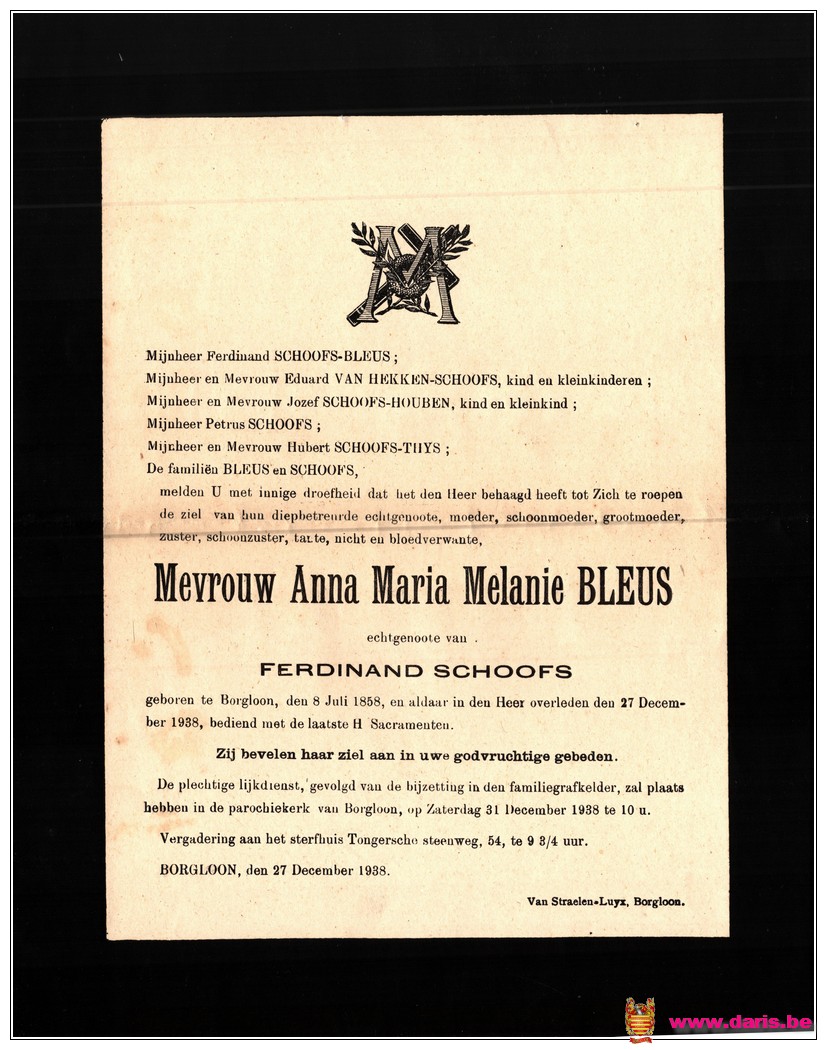 M
Mijnheer Ferdinand SCHOOFS-BLEUS ;
Mijnheer en Mevrouw Eduard VAN HEKKEN-SCHOOFS, kind en kleinkinderen ;
Mijnheer en Mevrouw Jozef SCHOOFS-HOUBEN, kind en kleinkind ;
Mijnheer Petrus SCHOOFS ;
Mijnheer en Mevrouw Hubert SCHOOFS-THYS ;
De familiën BLEUS en SCHOOFS,
melden U met innige droefheid dat het den Heer behaagd heeft tot Zich te roepen
de ziel van hun diepbetreurde echtgenoote, moeder, schoonmoeder, grootmoeder,
zuster, schoonzuster, tante, nicht en bloedverwante,
Mevrouw Anna Maria Melanie BLEUS
echtgenoote van
FERDINAND SCHOOFS
geboren te Borgloon, den 8 Juli 1858, en aldaar in den Heer overleden den 27 Decem-
ber 1938, bediend met de laatste H Sacramenten.
Zij bevelen haar ziel aan in uwe godvruchtige gebeden.
De plechtige lijkdienst, gevolgd van de bijzetting in den familiegrafkelder, zal plaats
hebben in de parochiekerk van Borgloon, op Zaterdag 31 December 1938 te 10 u.
Vergadering aan het sterfhuis Tongersche steenweg, 54, te 9 3/4 uur.
BORGLOON, den 27 December 1938.
Van Straelen-Luyx, Borgloon.
www.daris.be